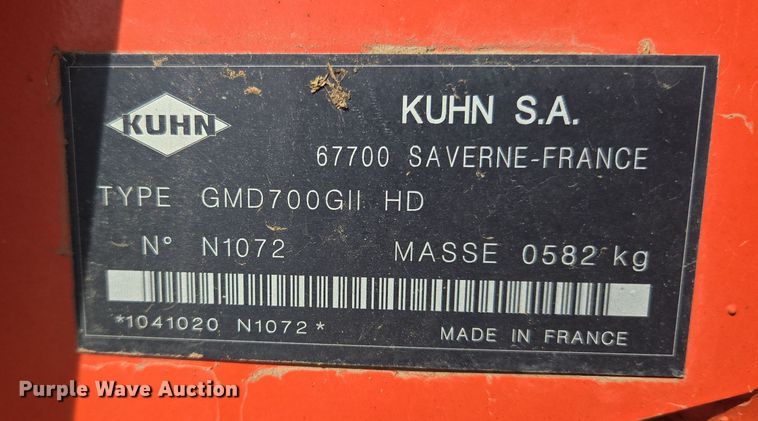 KUHN
KUHN S.A.
67700 SAVERNE-FRANCE
TYPE GMD700GII HD
N° N1072 MASSE 0582 kg
*1041020 N1072*
MADE IN FRANCE
Purple Wave Auction